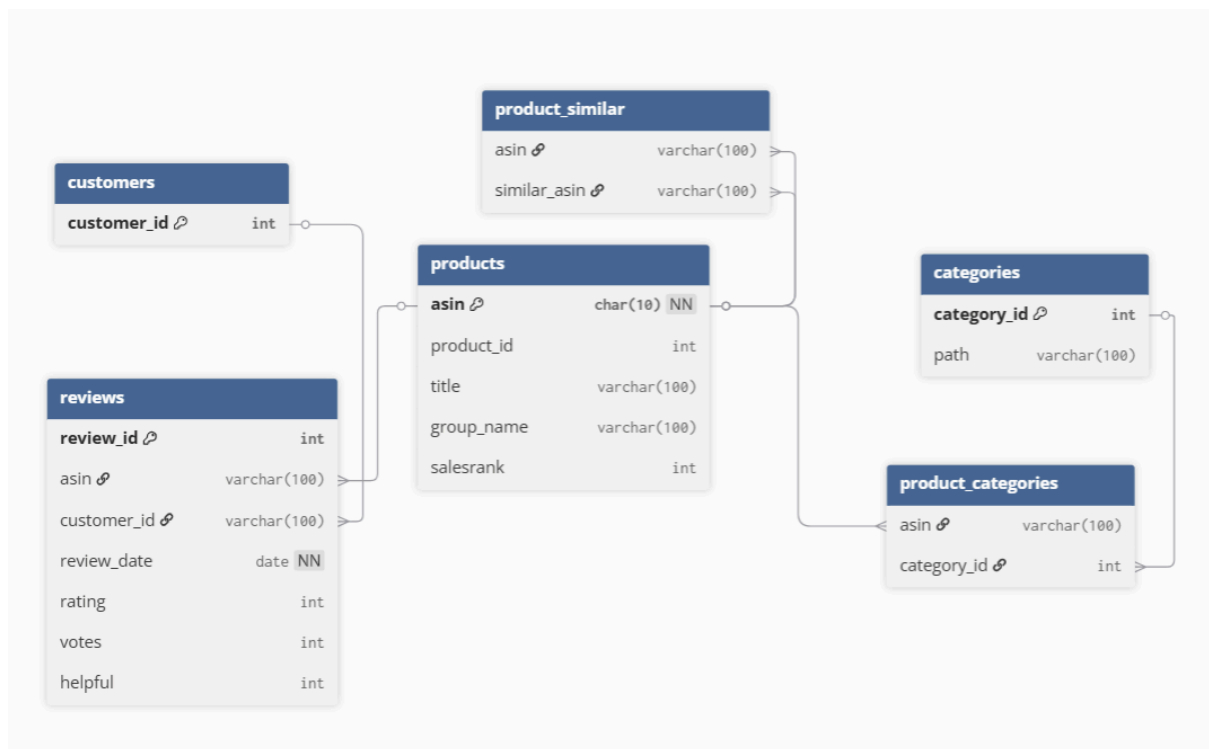 product_similar
asin varchar(100)
similar_asin varchar(100)
customers
customer_id int
products
asin char(10) NN
product_id int
title varchar(100)
group_name varchar(100)
salesrank int
categories
category_id int
path varchar(100)
reviews
review_id int
asin varchar(100)
customer_id varchar(100)
review_date date NN
rating int
votes int
helpful int
product_categories
asin varchar(100)
category_id int